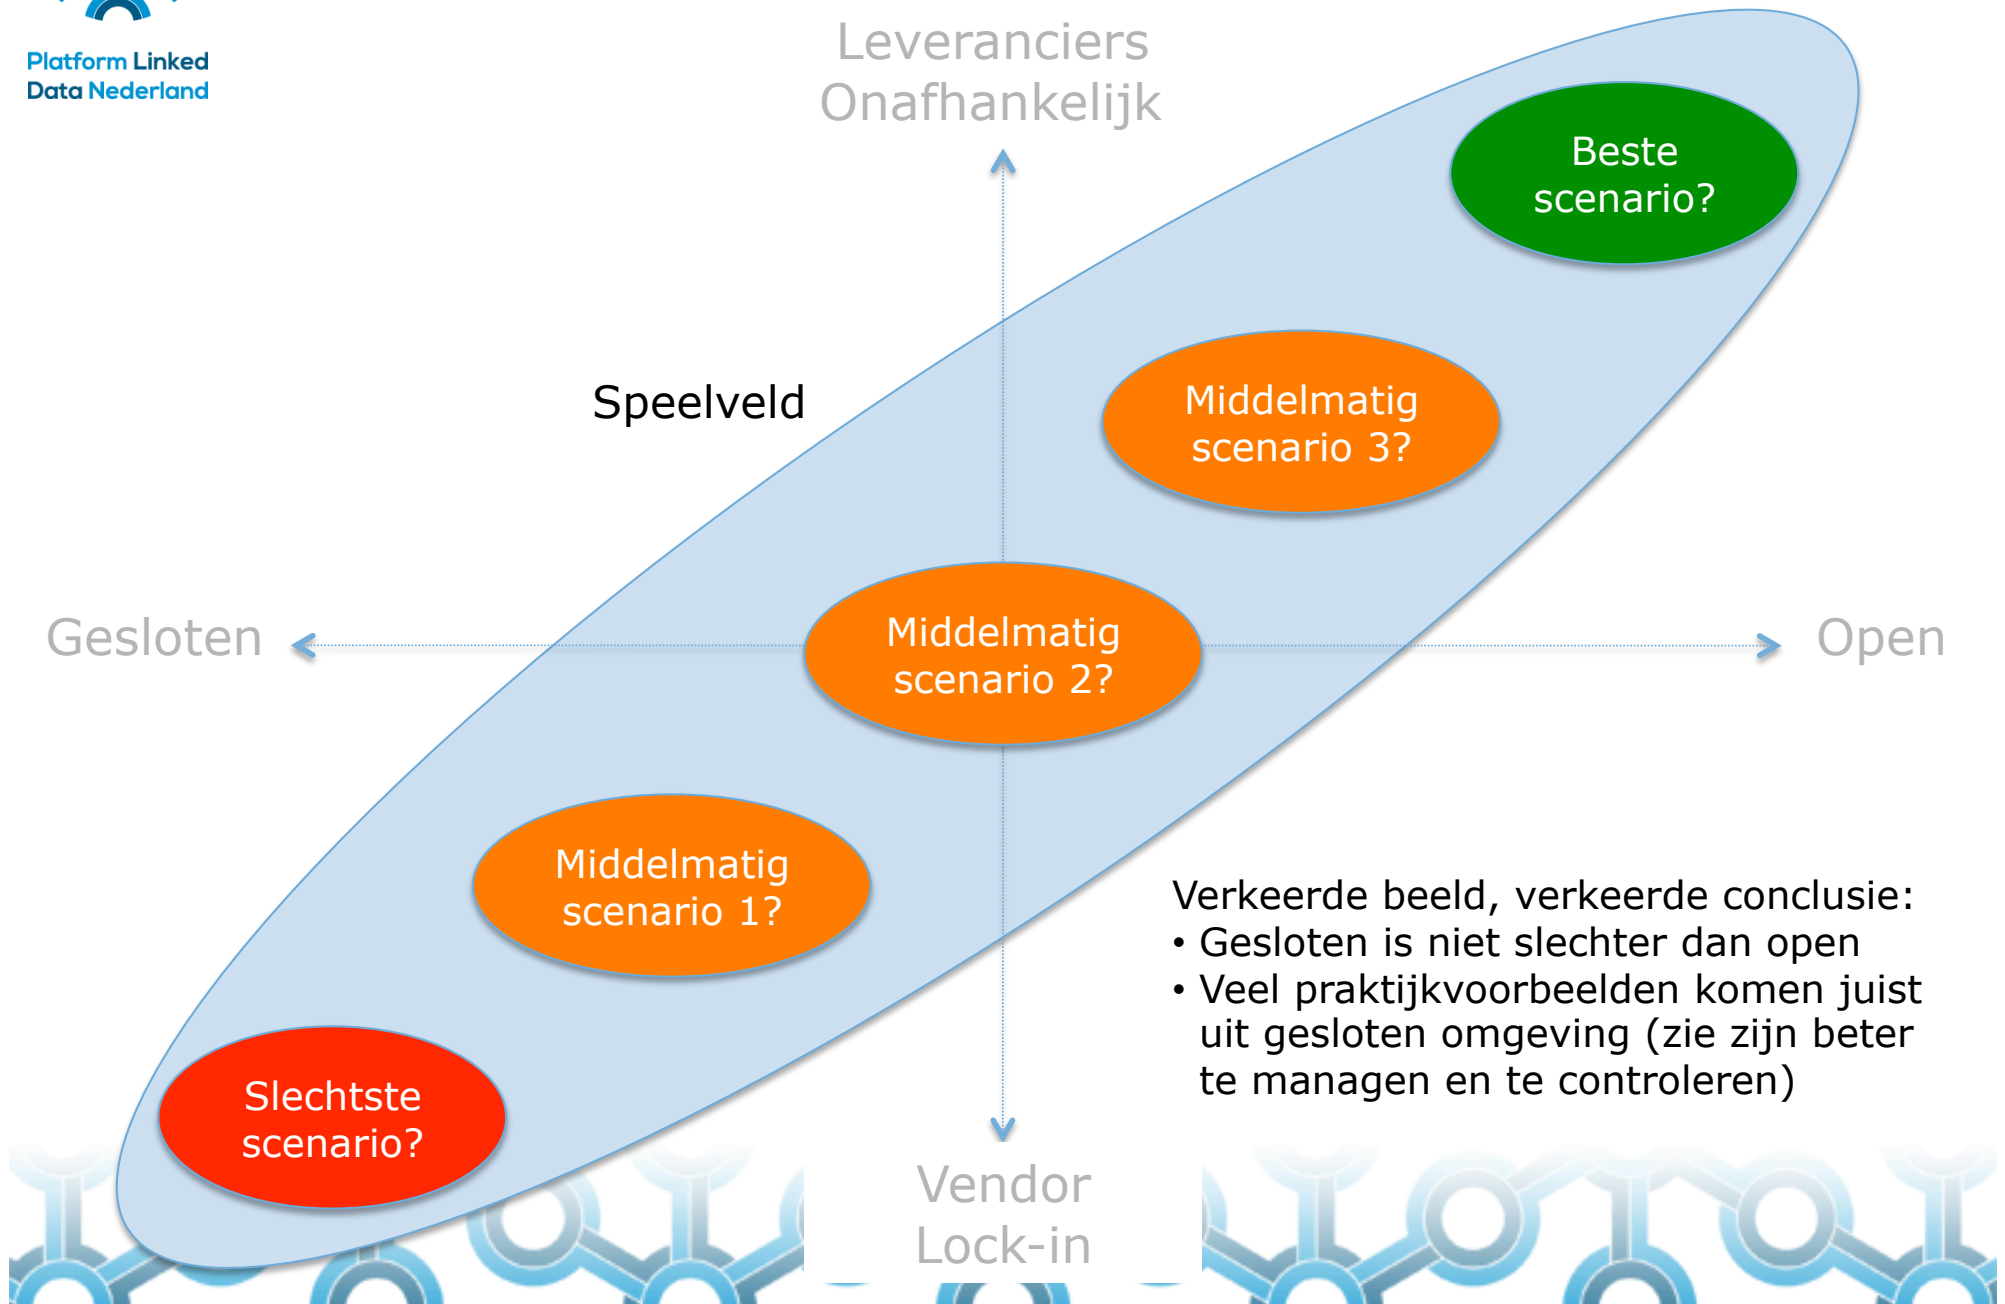 Platform Linked
Data Nederland
Leveranciers
Onafhankelijk
Beste
scenario?
Speelveld
Middelmatig
scenario 3?
Gesloten
Middelmatig
scenario 2?
Open
Middelmatig
scenario 1?
Verkeerde beeld, verkeerde conclusie:
• Gesloten is niet slechter dan open
• Veel praktijkvoorbeelden komen juist
uit gesloten omgeving (zie zijn beter
te managen en te controleren)
Slechtste
scenario?
Vendor
Lock-in